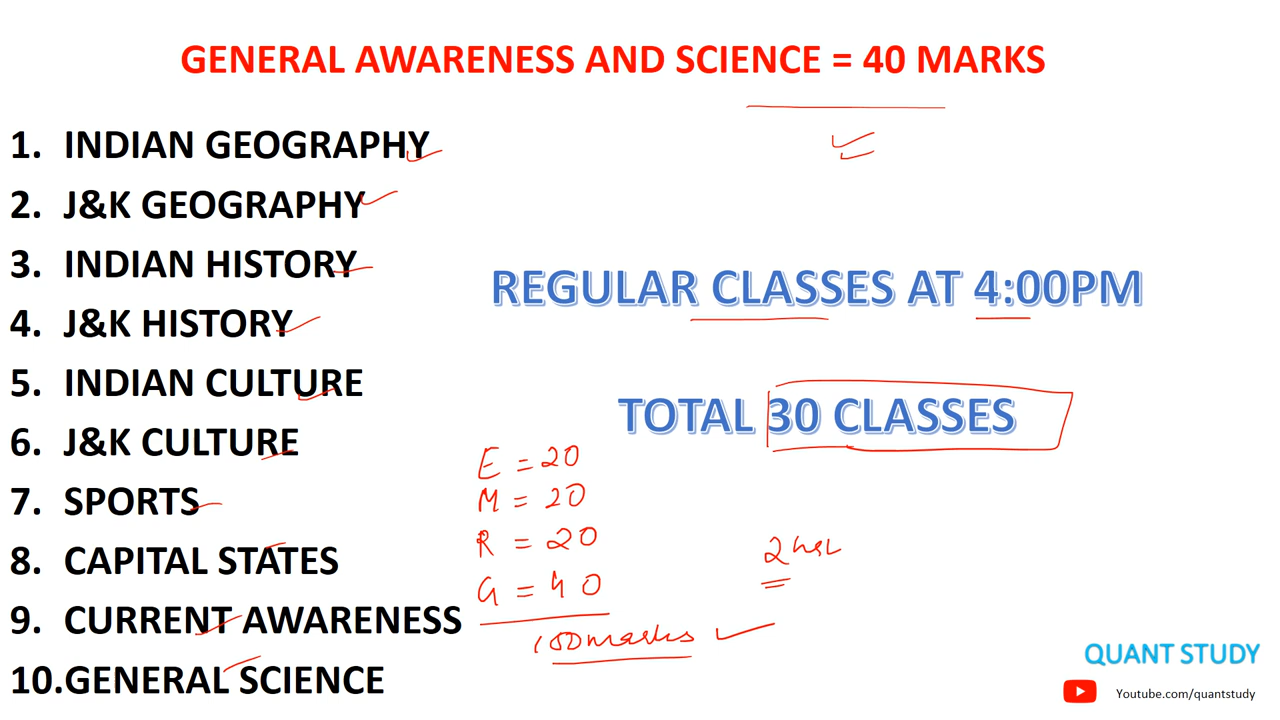 GENERAL AWARENESS AND SCIENCE = 40 MARKS
1. INDIAN GEOGRAPHY
2. J&K GEOGRAPHY
3. INDIAN HISTORY
4. J&K HISTORY
5. INDIAN CULTURE
6. J&K CULTURE
7. SPORTS
8. CAPITAL STATES
9. CURRENT AWARENESS
10.GENERAL SCIENCE
REGULAR CLASSES AT 4:00PM
TOTAL 30 CLASSES
E = 20
M = 20
R = 20
G = 40
100 marks
2 hr
QUANT STUDY
Youtube.com/quantstudy